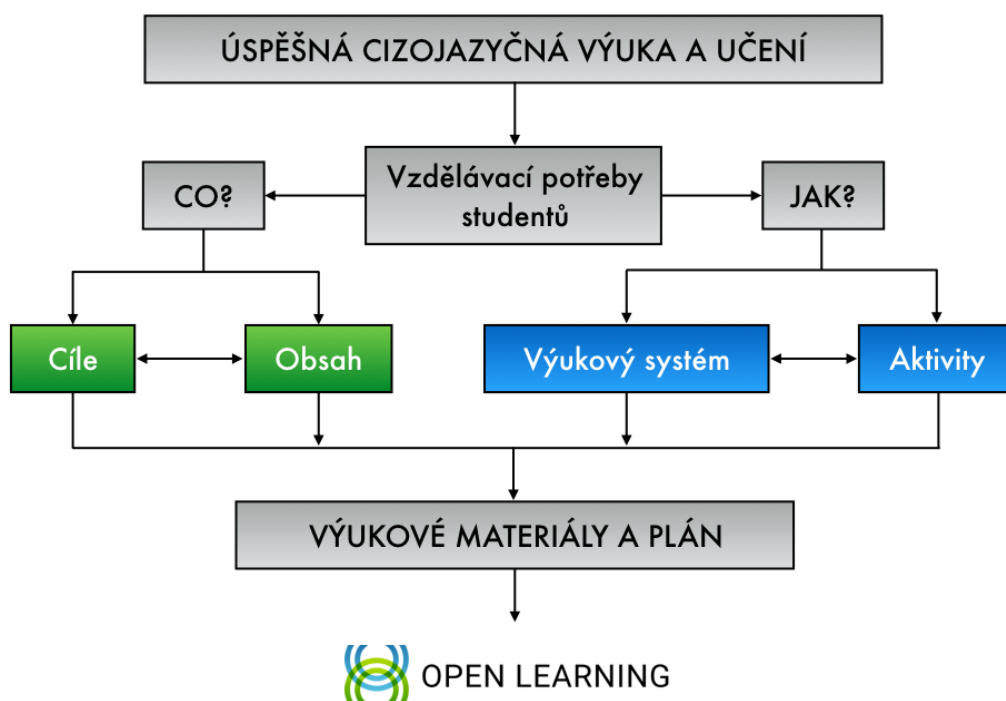 ÚSPĚŠNÁ CIZOJAZYČNÁ VÝUKA A UČENÍ
CO?
Vzdělávací potřeby
studentů
JAK?
Cíle
Obsah
Výukový systém
Aktivity
VÝUKOVÉ MATERIÁLY A PLÁN
OPEN LEARNING